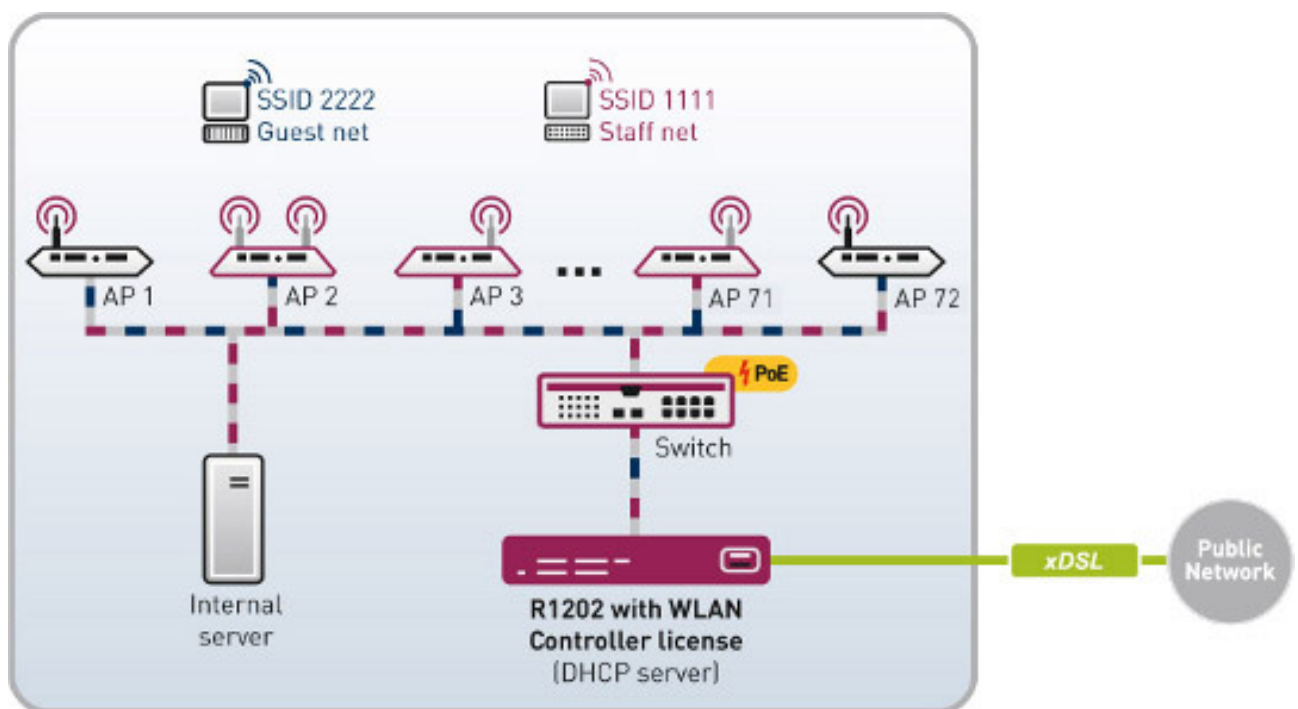 SSID 2222
Guest net
SSID 1111
Staff net
AP 1
AP 2
AP 3
...
AP 71
AP 72
PoE
Switch
Internal
server
R1202 with WLAN
Controller license
(DHCP server)
xDSL
Public
Network